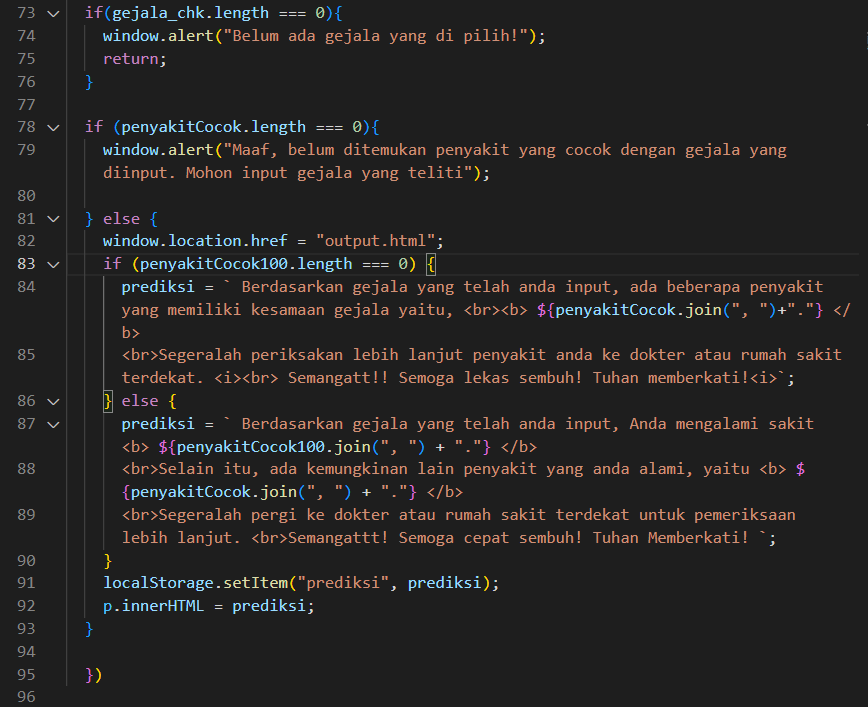 73 if(gejala_chk.length === 0){
74 window.alert("Belum ada gejala yang di pilih!");
75 return;
76 }
77
78 if (penyakitCocok.length === 0){
79 window.alert("Maaf, belum ditemukan penyakit yang cocok dengan gejala yang
diinput. Mohon input gejala yang teliti");
80
81 } else {
82 window.location.href = "output.html";
83 if (penyakitCocok100.length === 0) {
84 prediksi = ` Berdasarkan gejala yang telah anda input, ada beberapa penyakit
yang memiliki kesamaan gejala yaitu, <br><b> ${penyakitCocok.join(", ")+"."} </
b>
85 <br>Segeralah periksakan lebih lanjut penyakit anda ke dokter atau rumah sakit
terdekat. <i><br> Semangatt!! Semoga lekas sembuh! Tuhan memberkati!<i>`;
86 } else {
87 prediksi = ` Berdasarkan gejala yang telah anda input, Anda mengalami sakit
<b> ${penyakitCocok100.join(", ") + "."} </b>
88 <br>Selain itu, ada kemungkinan lain penyakit yang anda alami, yaitu <b> $
{penyakitCocok.join(", ") + "."} </b>
89 <br>Segeralah pergi ke dokter atau rumah sakit terdekat untuk pemeriksaan
lebih lanjut. <br>Semangattt! Semoga cepat sembuh! Tuhan Memberkati! `;
90 }
91 localStorage.setItem("prediksi", prediksi);
92 p.innerHTML = prediksi;
93 }
94
95 })
96